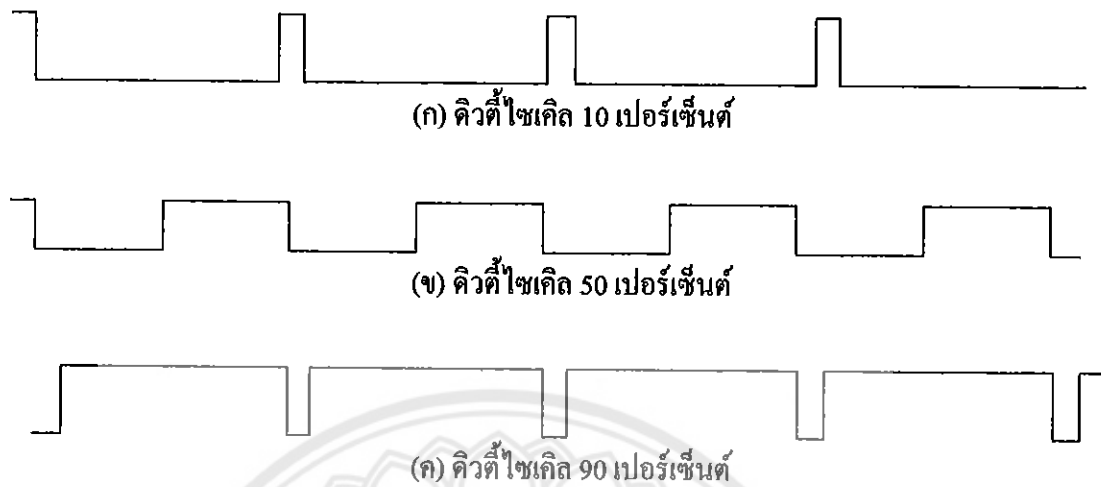 (ก) ดิวตี้ไซเคิล 10 เปอร์เซ็นต์
(ข) ดิวตี้ไซเคิล 50 เปอร์เซ็นต์
(ค) ดิวตี้ไซเคิล 90 เปอร์เซ็นต์